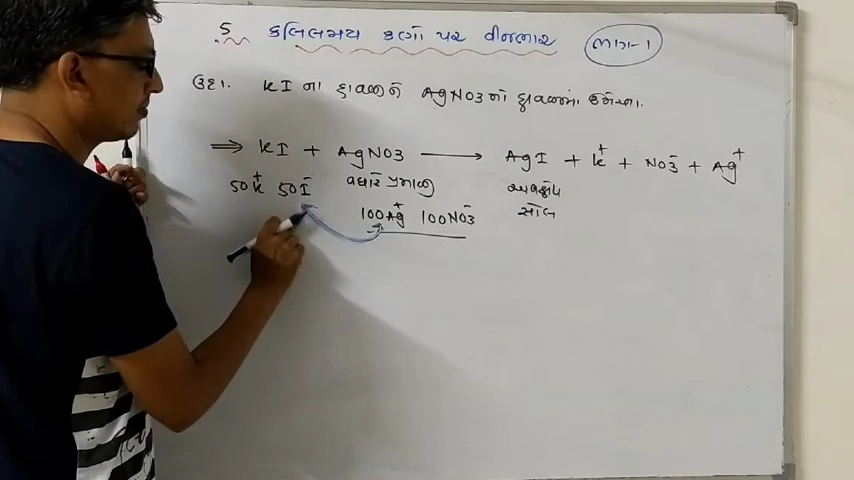 5 કલિલમય કણો પર વીજભાર ભાગ-1
ઉદા. KI ના દ્રાવણને AgNO3નાં દ્રાવણમાં ઉમેરતા.
⇒ KI + AgNO3 ⟶ AgI + K⁺ + NO3⁻ + Ag⁺
50K⁺ 50I⁻ વધારે પ્રમાણ અવક્ષેપ
100Ag⁺ 100NO3⁻ સોલ